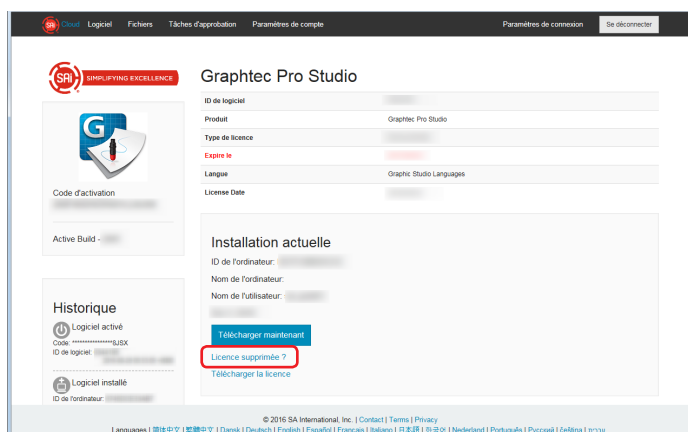 SAi Cloud Logiciel Fichiers Tâches d'approbation Paramètres de compte Paramètres de connexion Se déconnecter
SAi SIMPLIFYING EXCELLENCE
Graphtec Pro Studio
ID de logiciel
Produit Graphtec Pro Studio
Type de licence
Expire le
Langue Graphic Studio Languages
License Date
G
Code d'activation
Active Build -
Installation actuelle
ID de l'ordinateur:
Nom de l'ordinateur:
Nom de l'utilisateur:
Télécharger maintenant
Licence supprimée ?
Télécharger la licence
Historique
Logiciel activé
Code: ****************8JSX
ID de logiciel:
Logiciel installé
ID de l'ordinateur:
© 2016 SA International, Inc. | Contact | Terms | Privacy
Languages | 简体中文 | 繁體中文 | Dansk | Deutsch | English | Español | Français | Italiano | 日本語 | 한국어 | Nederland | Português | Русский | čeština | עברית